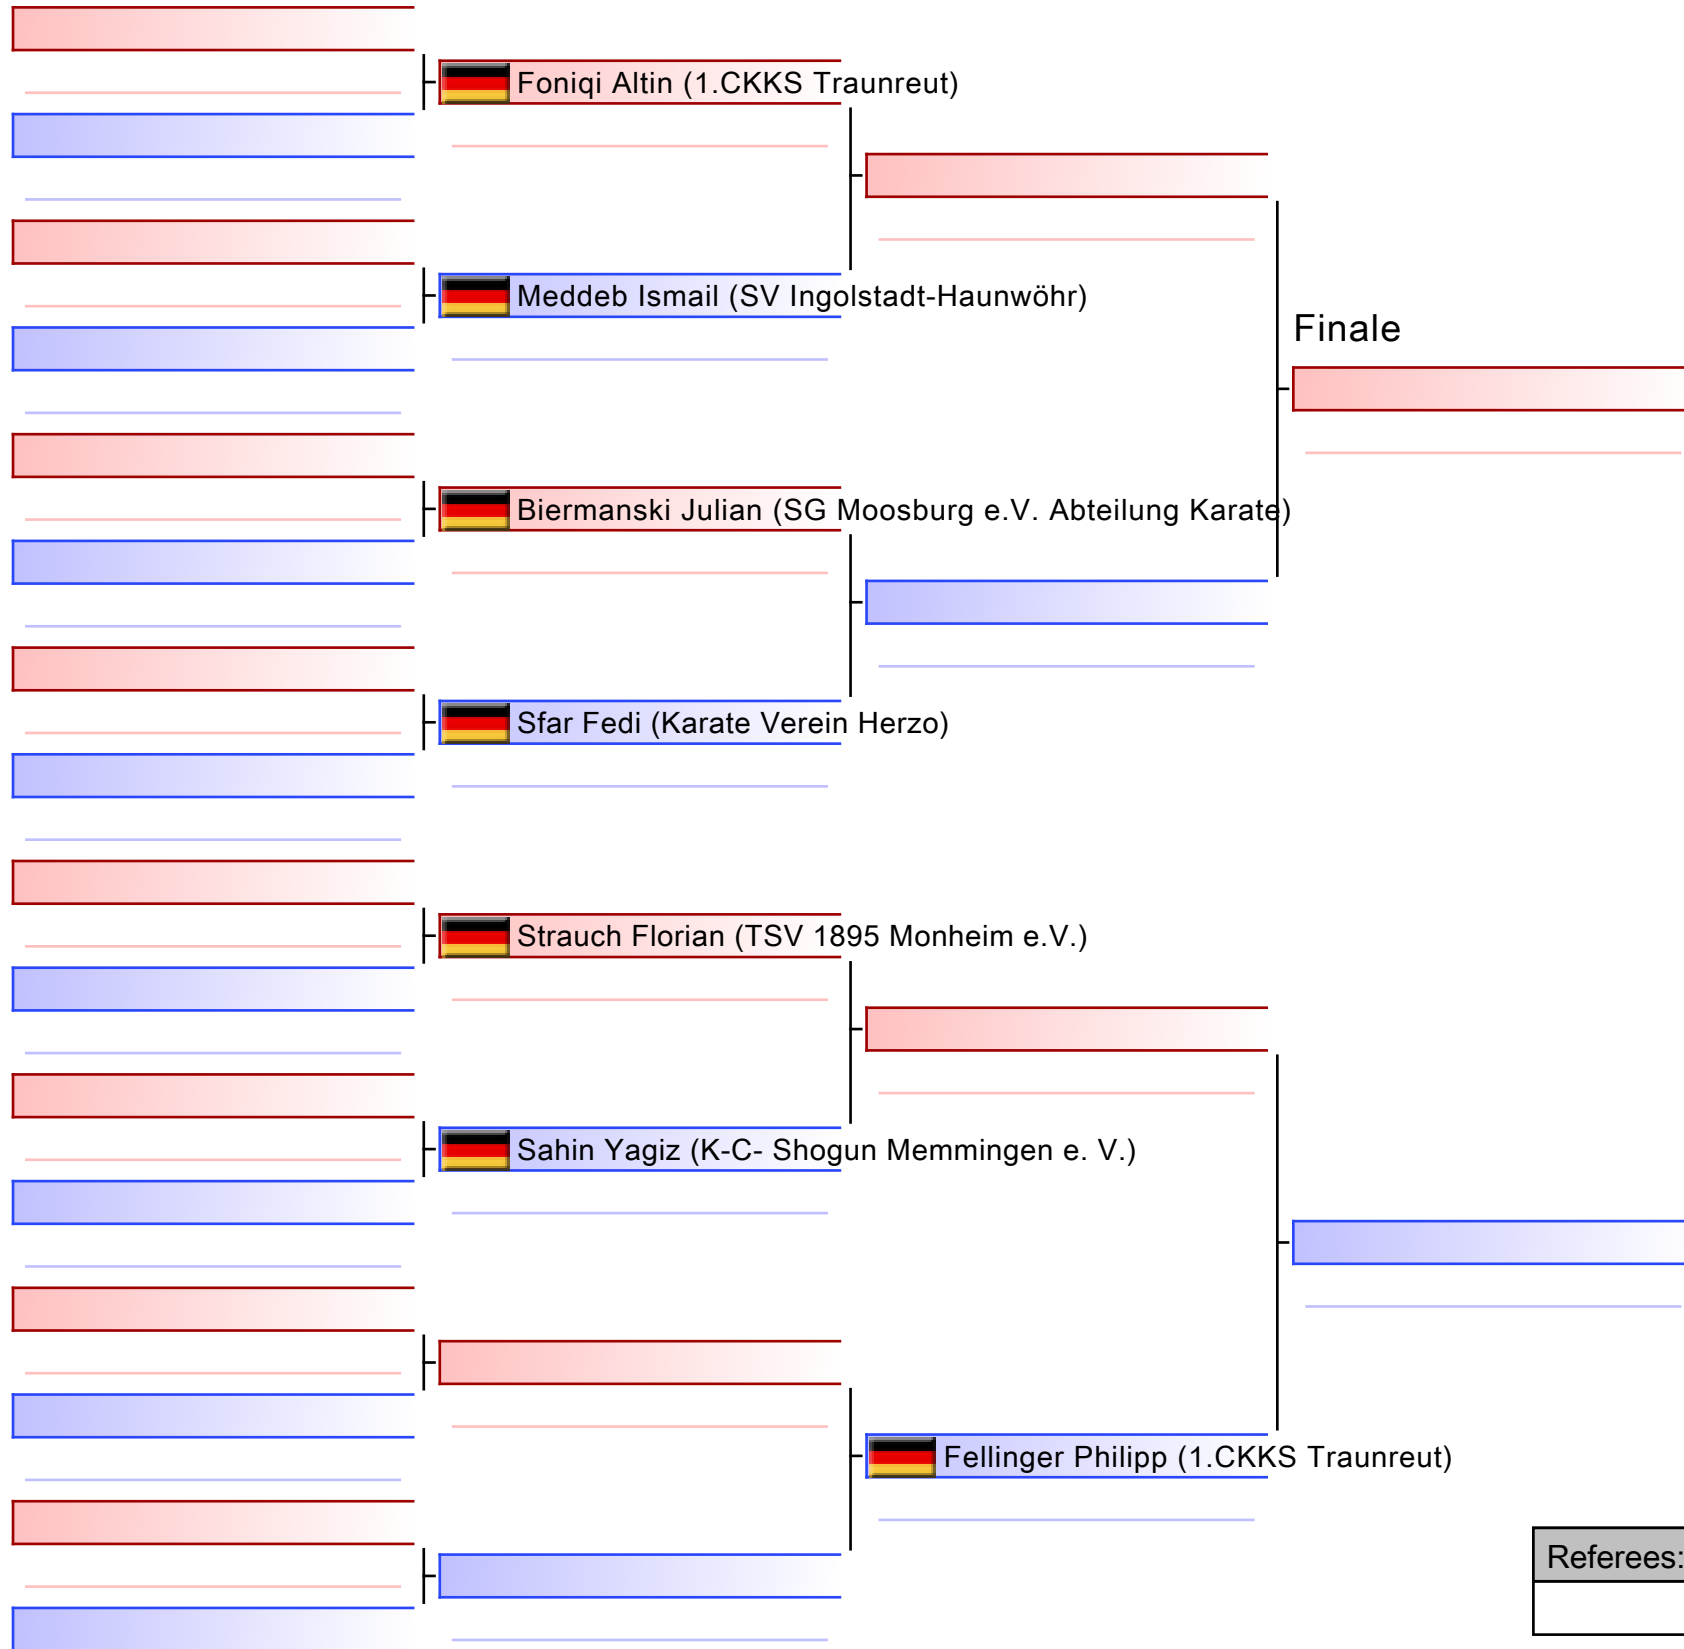 Foniqi Altin (1.CKKS Traunreut)
Meddeb Ismail (SV Ingolstadt-Haunwöhr)
Finale
Biermanski Julian (SG Moosburg e.V. Abteilung Karate)
Sfar Fedi (Karate Verein Herzo)
Strauch Florian (TSV 1895 Monheim e.V.)
Sahin Yagiz (K-C- Shogun Memmingen e. V.)
Fellinger Philipp (1.CKKS Traunreut)
Referees: